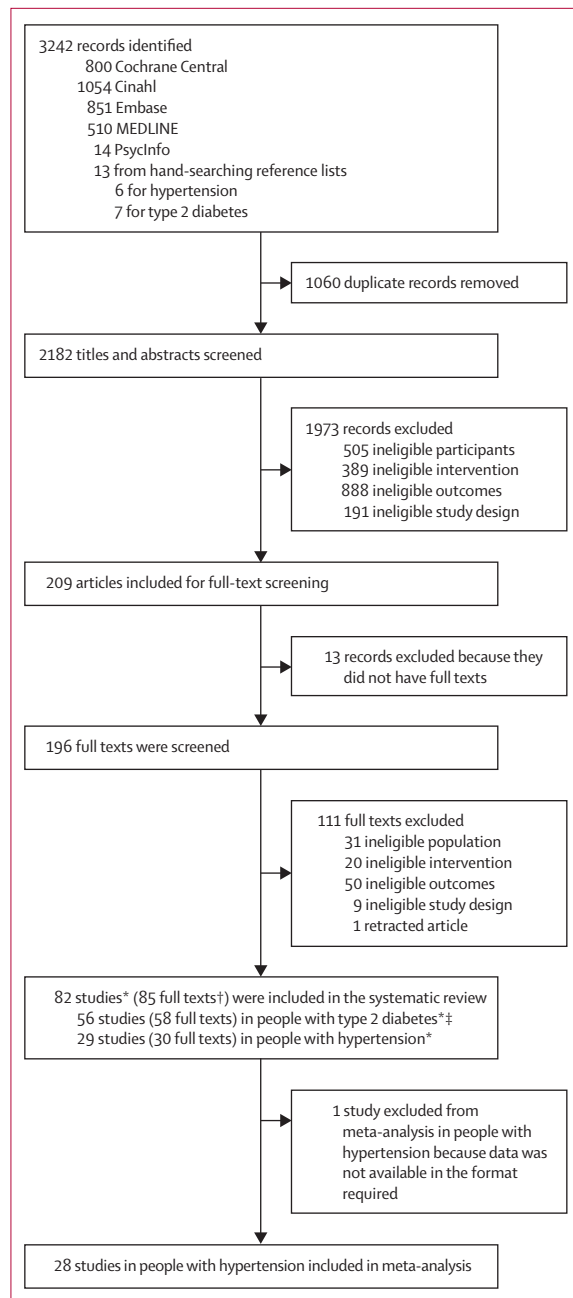 3242 records identified
800 Cochrane Central
1054 Cinahl
851 Embase
510 MEDLINE
14 PsycInfo
13 from hand-searching reference lists
6 for hypertension
7 for type 2 diabetes
1060 duplicate records removed
2182 titles and abstracts screened
1973 records excluded
505 ineligible participants
389 ineligible intervention
888 ineligible outcomes
191 ineligible study design
209 articles included for full-text screening
13 records excluded because they
did not have full texts
196 full texts were screened
111 full texts excluded
31 ineligible population
20 ineligible intervention
50 ineligible outcomes
9 ineligible study design
1 retracted article
82 studies* (85 full texts†) were included in the systematic review
56 studies (58 full texts) in people with type 2 diabetes*‡
29 studies (30 full texts) in people with hypertension*
1 study excluded from
meta-analysis in people with
hypertension because data was
not available in the format
required
28 studies in people with hypertension included in meta-analysis